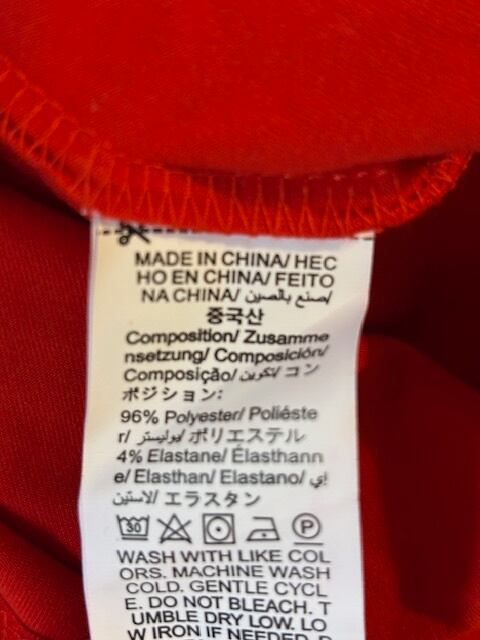 MADE IN CHINA/ HEC
HO EN CHINA/ FEITO
NA CHINA/ صنع بالصين/
중국산
Composition/ Zusamme
nsetzung/ Composición/
Composição/ تكوين/ コン
ポジション:
96% Polyester/ Poliéste
r/ بوليستر/ ポリエステル
4% Elastane/ Élasthann
e/ Elasthan/ Elastano/ إي
لاستين/ エラスタン
30 P
WASH WITH LIKE COL
ORS. MACHINE WASH
COLD. GENTLE CYCL
E. DO NOT BLEACH. T
UMBLE DRY LOW. LO
W IRON IF NEEDED. D